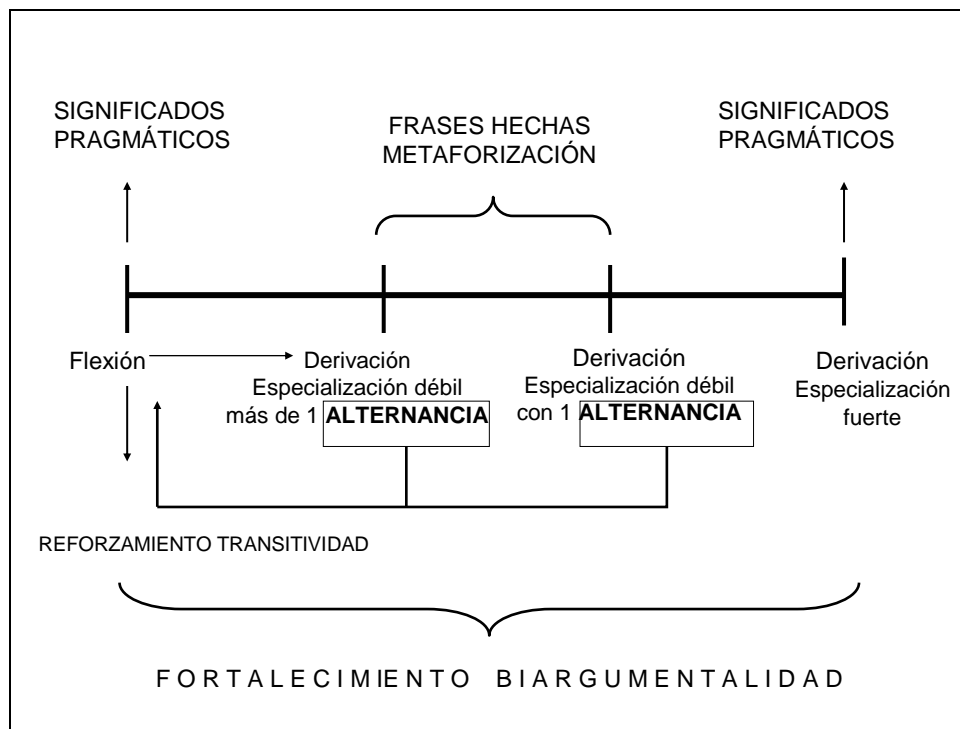 SIGNIFICADOS
PRAGMÁTICOS
FRASES HECHAS
METAFORIZACIÓN
SIGNIFICADOS
PRAGMÁTICOS
Flexión
Derivación
Especialización débil
más de 1 ALTERNANCIA
Derivación
Especialización débil
con 1 ALTERNANCIA
Derivación
Especialización
fuerte
REFORZAMIENTO TRANSITIVIDAD
FORTALECIMIENTO BIARGUMENTALIDAD